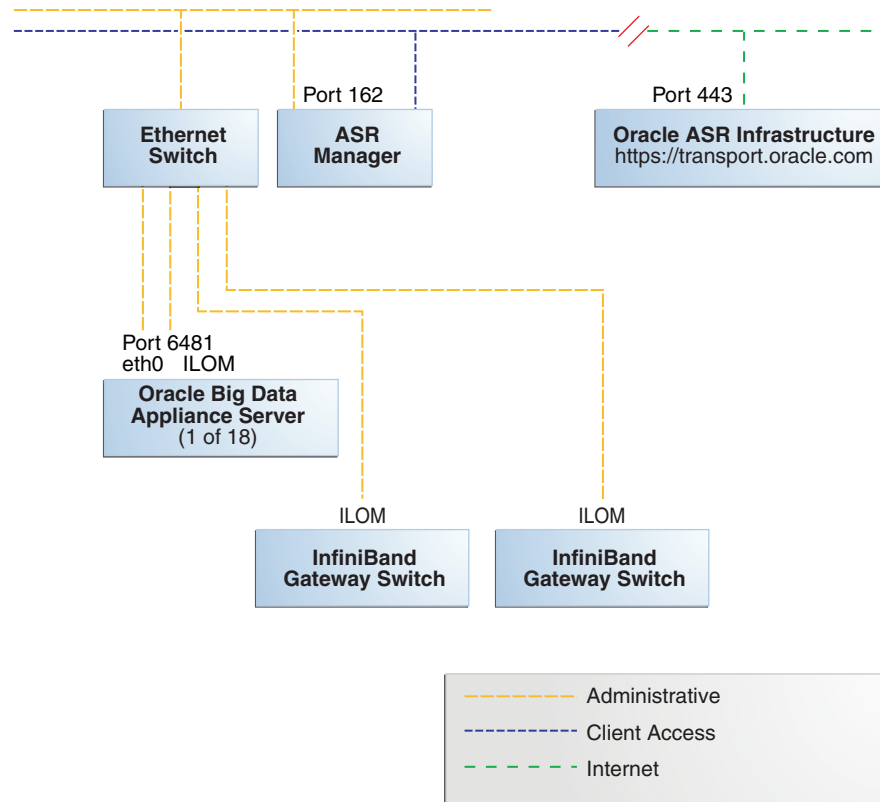 Port 162
Port 443
Ethernet
Switch
ASR
Manager
Oracle ASR Infrastructure
https://transport.oracle.com
Port 6481
eth0 ILOM
Oracle Big Data
Appliance Server
(1 of 18)
ILOM
ILOM
InfiniBand
Gateway Switch
InfiniBand
Gateway Switch
Administrative
Client Access
Internet